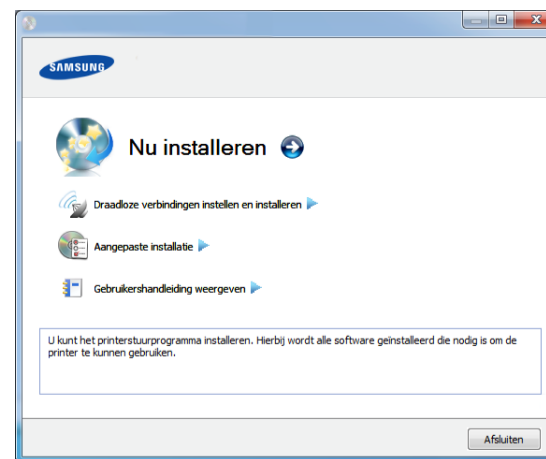 SAMSUNG
Nu installeren
Draadloze verbindingen instellen en installeren
Aangepaste installatie
Gebruikershandleiding weergeven
U kunt het printerstuurprogramma installeren. Hierbij wordt alle software geïnstalleerd die nodig is om de
printer te kunnen gebruiken.
Afsluiten